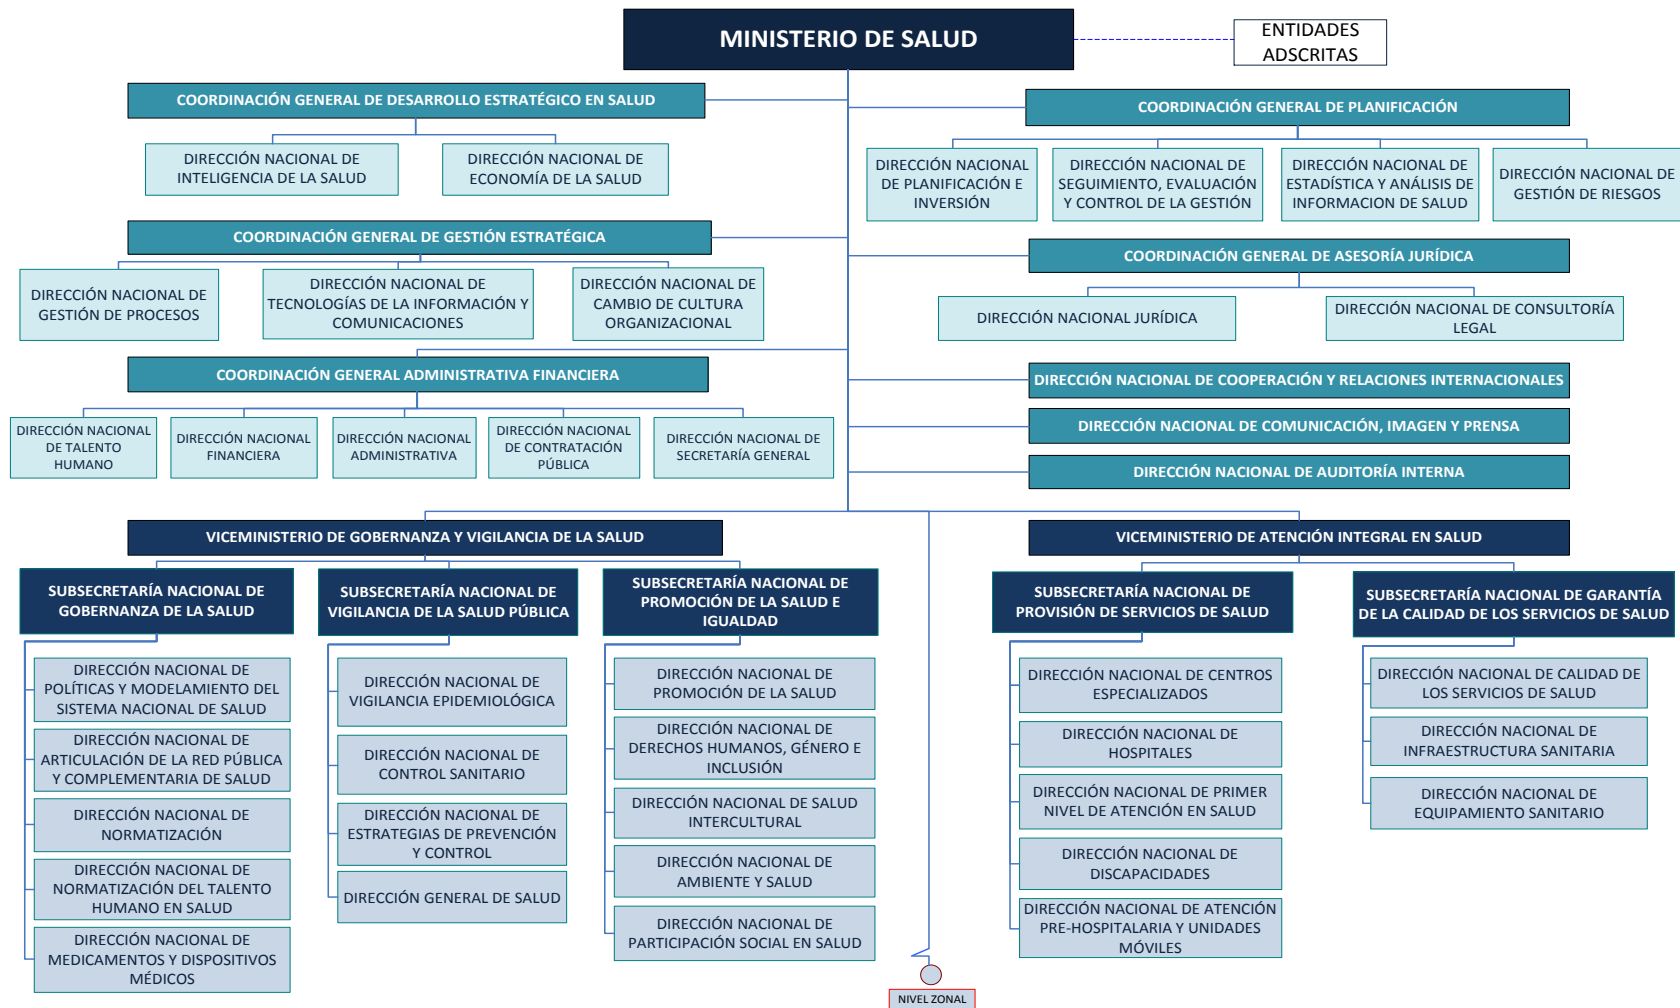 MINISTERIO DE SALUD
ENTIDADES
ADSCRITAS
COORDINACIÓN GENERAL DE DESARROLLO ESTRATÉGICO EN SALUD
DIRECCIÓN NACIONAL DE
INTELIGENCIA DE LA SALUD
DIRECCIÓN NACIONAL DE
ECONOMÍA DE LA SALUD
COORDINACIÓN GENERAL DE PLANIFICACIÓN
DIRECCIÓN NACIONAL
DE PLANIFICACIÓN E
INVERSIÓN
DIRECCIÓN NACIONAL DE
SEGUIMIENTO, EVALUACIÓN
Y CONTROL DE LA GESTIÓN
DIRECCIÓN NACIONAL DE
ESTADÍSTICA Y ANÁLISIS DE
INFORMACION DE SALUD
DIRECCIÓN NACIONAL DE
GESTIÓN DE RIESGOS
COORDINACIÓN GENERAL DE GESTIÓN ESTRATÉGICA
DIRECCIÓN NACIONAL DE
GESTIÓN DE PROCESOS
DIRECCIÓN NACIONAL DE
TECNOLOGÍAS DE LA INFORMACIÓN Y
COMUNICACIONES
DIRECCIÓN NACIONAL DE
CAMBIO DE CULTURA
ORGANIZACIONAL
COORDINACIÓN GENERAL DE ASESORÍA JURÍDICA
DIRECCIÓN NACIONAL JURÍDICA
DIRECCIÓN NACIONAL DE CONSULTORÍA
LEGAL
COORDINACIÓN GENERAL ADMINISTRATIVA FINANCIERA
DIRECCIÓN NACIONAL
DE TALENTO
HUMANO
DIRECCIÓN NACIONAL
FINANCIERA
DIRECCIÓN NACIONAL
ADMINISTRATIVA
DIRECCIÓN NACIONAL
DE CONTRATACIÓN
PÚBLICA
DIRECCIÓN NACIONAL DE
SECRETARÍA GENERAL
DIRECCIÓN NACIONAL DE COOPERACIÓN Y RELACIONES INTERNACIONALES
DIRECCIÓN NACIONAL DE COMUNICACIÓN, IMAGEN Y PRENSA
DIRECCIÓN NACIONAL DE AUDITORÍA INTERNA
VICEMINISTERIO DE GOBERNANZA Y VIGILANCIA DE LA SALUD
SUBSECRETARÍA NACIONAL DE
GOBERNANZA DE LA SALUD
DIRECCIÓN NACIONAL DE
POLÍTICAS Y MODELAMIENTO DEL
SISTEMA NACIONAL DE SALUD
DIRECCIÓN NACIONAL DE
ARTICULACIÓN DE LA RED PÚBLICA
Y COMPLEMENTARIA DE SALUD
DIRECCIÓN NACIONAL DE
NORMATIZACIÓN
DIRECCIÓN NACIONAL DE
NORMATIZACIÓN DEL TALENTO
HUMANO EN SALUD
DIRECCIÓN NACIONAL DE
MEDICAMENTOS Y DISPOSITIVOS
MÉDICOS
SUBSECRETARÍA NACIONAL DE
VIGILANCIA DE LA SALUD PÚBLICA
DIRECCIÓN NACIONAL DE
VIGILANCIA EPIDEMIOLÓGICA
DIRECCIÓN NACIONAL DE
CONTROL SANITARIO
DIRECCIÓN NACIONAL DE
ESTRATEGIAS DE PREVENCIÓN
Y CONTROL
DIRECCIÓN GENERAL DE SALUD
SUBSECRETARÍA NACIONAL DE
PROMOCIÓN DE LA SALUD E
IGUALDAD
DIRECCIÓN NACIONAL DE
PROMOCIÓN DE LA SALUD
DIRECCIÓN NACIONAL DE
DERECHOS HUMANOS, GÉNERO E
INCLUSIÓN
DIRECCIÓN NACIONAL DE SALUD
INTERCULTURAL
DIRECCIÓN NACIONAL DE
AMBIENTE Y SALUD
DIRECCIÓN NACIONAL DE
PARTICIPACIÓN SOCIAL EN SALUD
VICEMINISTERIO DE ATENCIÓN INTEGRAL EN SALUD
SUBSECRETARÍA NACIONAL DE
PROVISIÓN DE SERVICIOS DE SALUD
DIRECCIÓN NACIONAL DE CENTROS
ESPECIALIZADOS
DIRECCIÓN NACIONAL DE
HOSPITALES
DIRECCIÓN NACIONAL DE PRIMER
NIVEL DE ATENCIÓN EN SALUD
DIRECCIÓN NACIONAL DE
DISCAPACIDADES
DIRECCIÓN NACIONAL DE ATENCIÓN
PRE-HOSPITALARIA Y UNIDADES
MÓVILES
SUBSECRETARÍA NACIONAL DE GARANTÍA
DE LA CALIDAD DE LOS SERVICIOS DE SALUD
DIRECCIÓN NACIONAL DE CALIDAD DE
LOS SERVICIOS DE SALUD
DIRECCIÓN NACIONAL DE
INFRAESTRUCTURA SANITARIA
DIRECCIÓN NACIONAL DE
EQUIPAMIENTO SANITARIO
NIVEL ZONAL